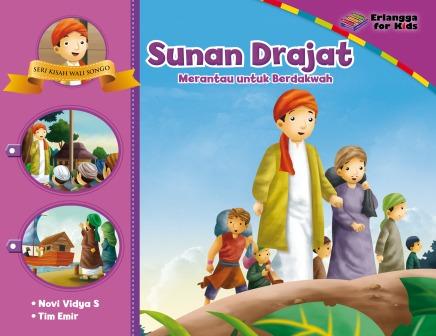 SERI KISAH WALI SONGO
Sunan Drajat
Merantau untuk Berdakwah
Erlangga
for Kids
• Novi Vidya S
• Tim Emir